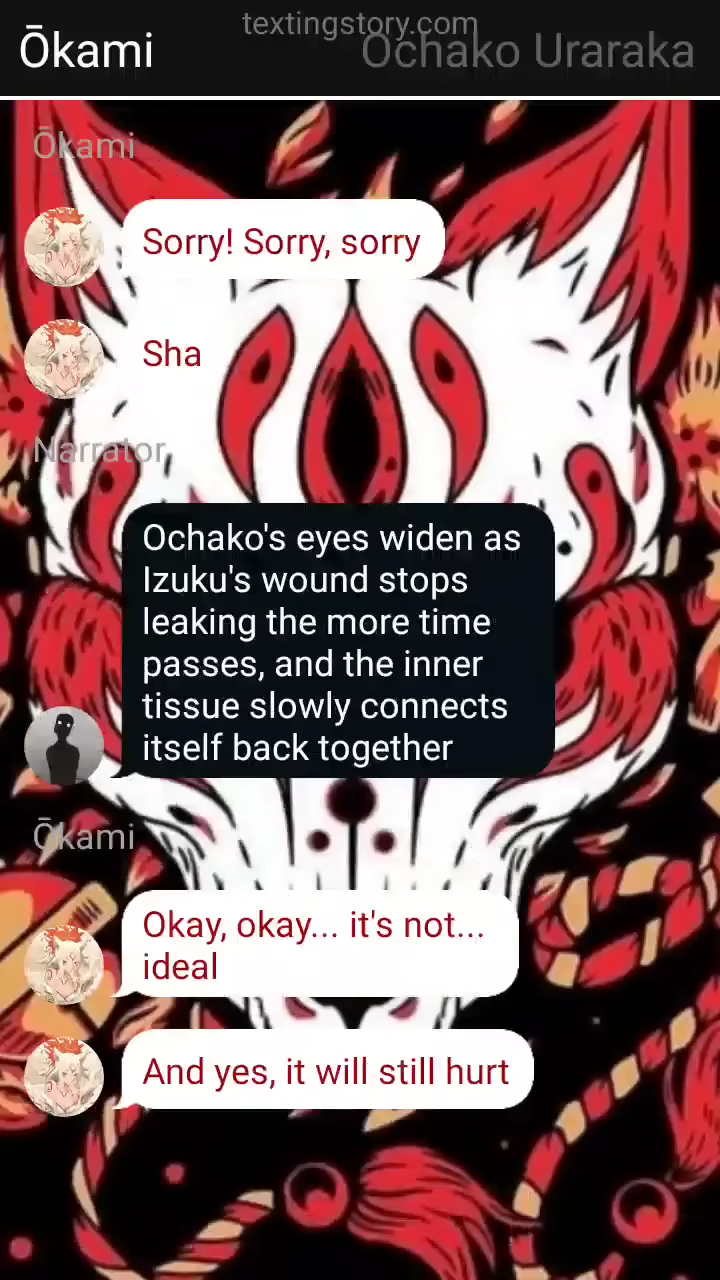 textingstory.com
Ōkami
Ochako Uraraka
Ōkami
Sorry! Sorry, sorry
Sha
Narrator
Ochako's eyes widen as
Izuku's wound stops
leaking the more time
passes, and the inner
tissue slowly connects
itself back together
Ōkami
Okay, okay... it's not...
ideal
And yes, it will still hurt